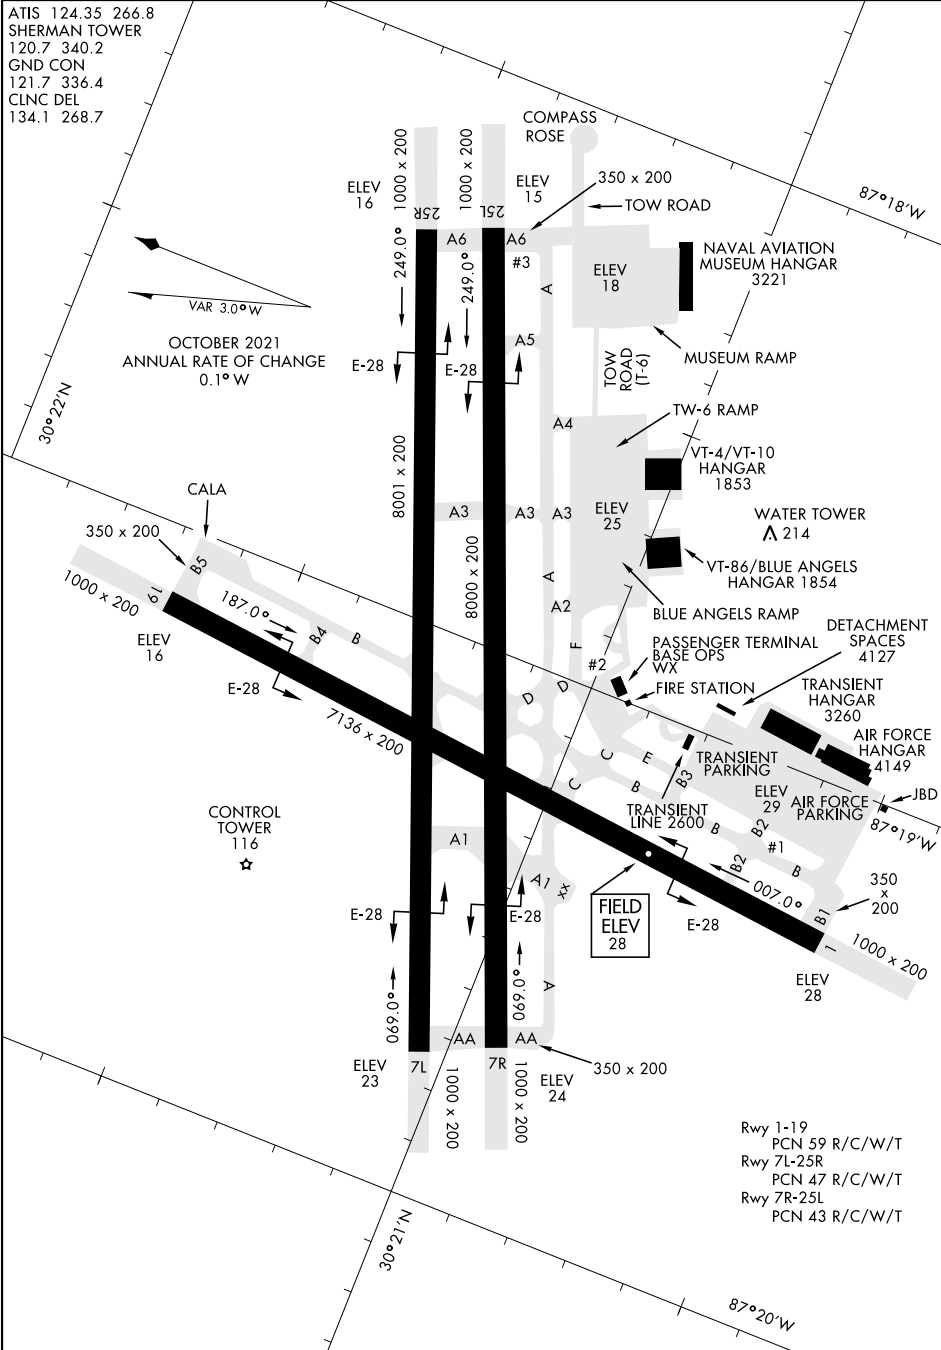 ATIS 124.35 266.8
SHERMAN TOWER
120.7 340.2
GND CON
121.7 336.4
CLNC DEL
134.1 268.7
COMPASS
ROSE
87°18'W
1000 x 200
1000 x 200
ELEV
16
ELEV
15
350 x 200
TOW ROAD
25R
25L
A6
A6
#3
249.0°
249.0°
A
ELEV
18
NAVAL AVIATION
MUSEUM HANGAR
3221
VAR 3.0° W
OCTOBER 2021
ANNUAL RATE OF CHANGE
0.1° W
30°22'N
E-28
E-28
A5
TOW
ROAD
(T-6)
MUSEUM RAMP
TW-6 RAMP
A4
8001 x 200
VT-4/VT-10
HANGAR
1853
CALA
A3
A3
A3
ELEV
25
WATER TOWER
214
350 x 200
B5
1000 x 200
19
8000 x 200
VT-86/BLUE ANGELS
HANGAR 1854
A
187.0°
A2
BLUE ANGELS RAMP
ELEV
16
B4
B
F
#2
PASSENGER TERMINAL
BASE OPS
WX
DETACHMENT
SPACES
4127
E-28
FIRE STATION
TRANSIENT
HANGAR
3260
D
D
7136 x 200
AIR FORCE
HANGAR
4149
C
C
E
B
B3
TRANSIENT
PARKING
ELEV
29
AIR FORCE
PARKING
JBD
87°19'W
CONTROL
TOWER
116
TRANSIENT
LINE 2600
B
B2
#1
A1
A1
xx
B2
B
007.0°
350
x
200
E-28
E-28
FIELD
ELEV
28
E-28
B1
1
1000 x 200
ELEV
28
069.0°
069.0°
A
AA
AA
350 x 200
ELEV
23
7L
7R
ELEV
24
1000 x 200
1000 x 200
Rwy 1-19
PCN 59 R/C/W/T
Rwy 7L-25R
PCN 47 R/C/W/T
Rwy 7R-25L
PCN 43 R/C/W/T
30°21'N
87°20'W